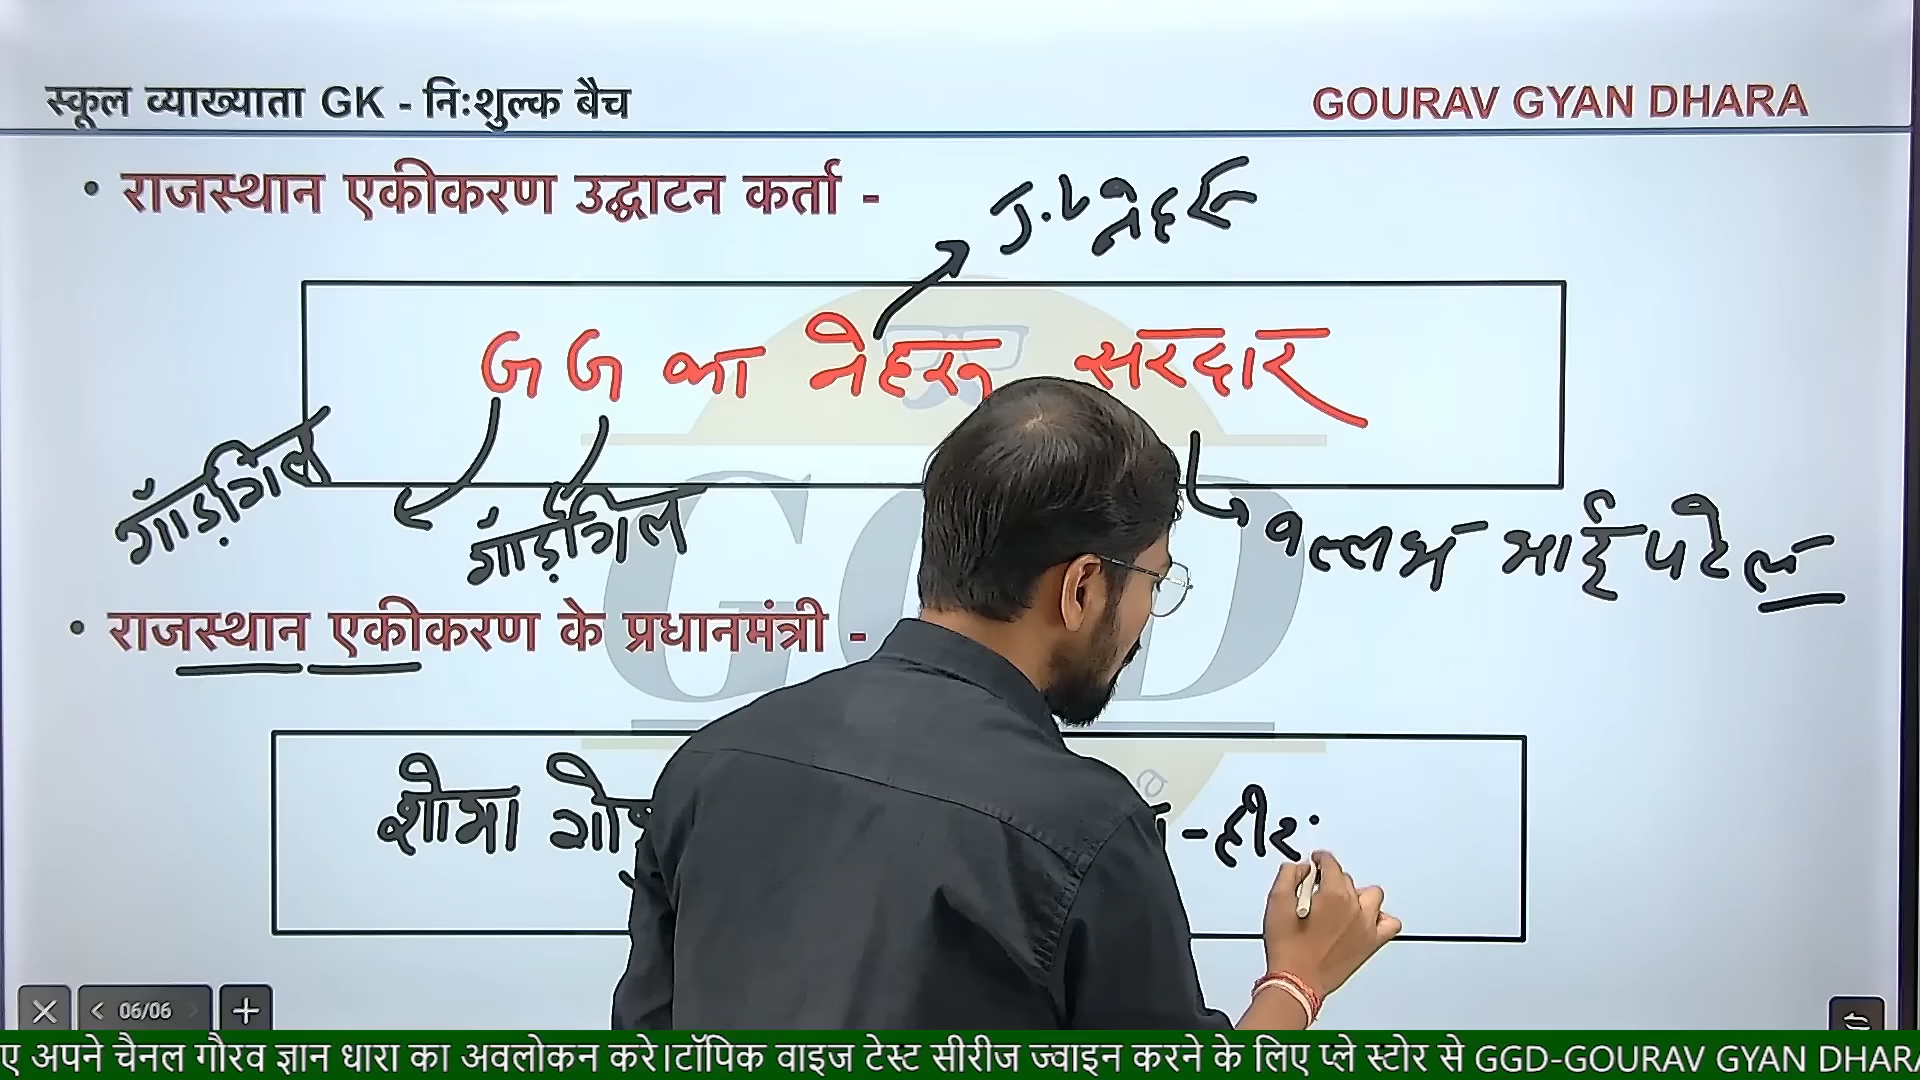 स्कूल व्याख्याता GK - निःशुल्क बैच
GOURAV GYAN DHARA
• राजस्थान एकीकरण उद्घाटन कर्ता -
J.L नेहरू
G G का नेहरू सरदार
गॉडगिल
गॉडगिल
वल्लभ भाई पटेल
• राजस्थान एकीकरण के प्रधानमंत्री -
शोभा
- हीर
06/06
ए अपने चैनल गौरव ज्ञान धारा का अवलोकन करे।टॉपिक वाइज टेस्ट सीरीज ज्वाइन करने के लिए प्ले स्टोर से GGD-GOURAV GYAN DHARA